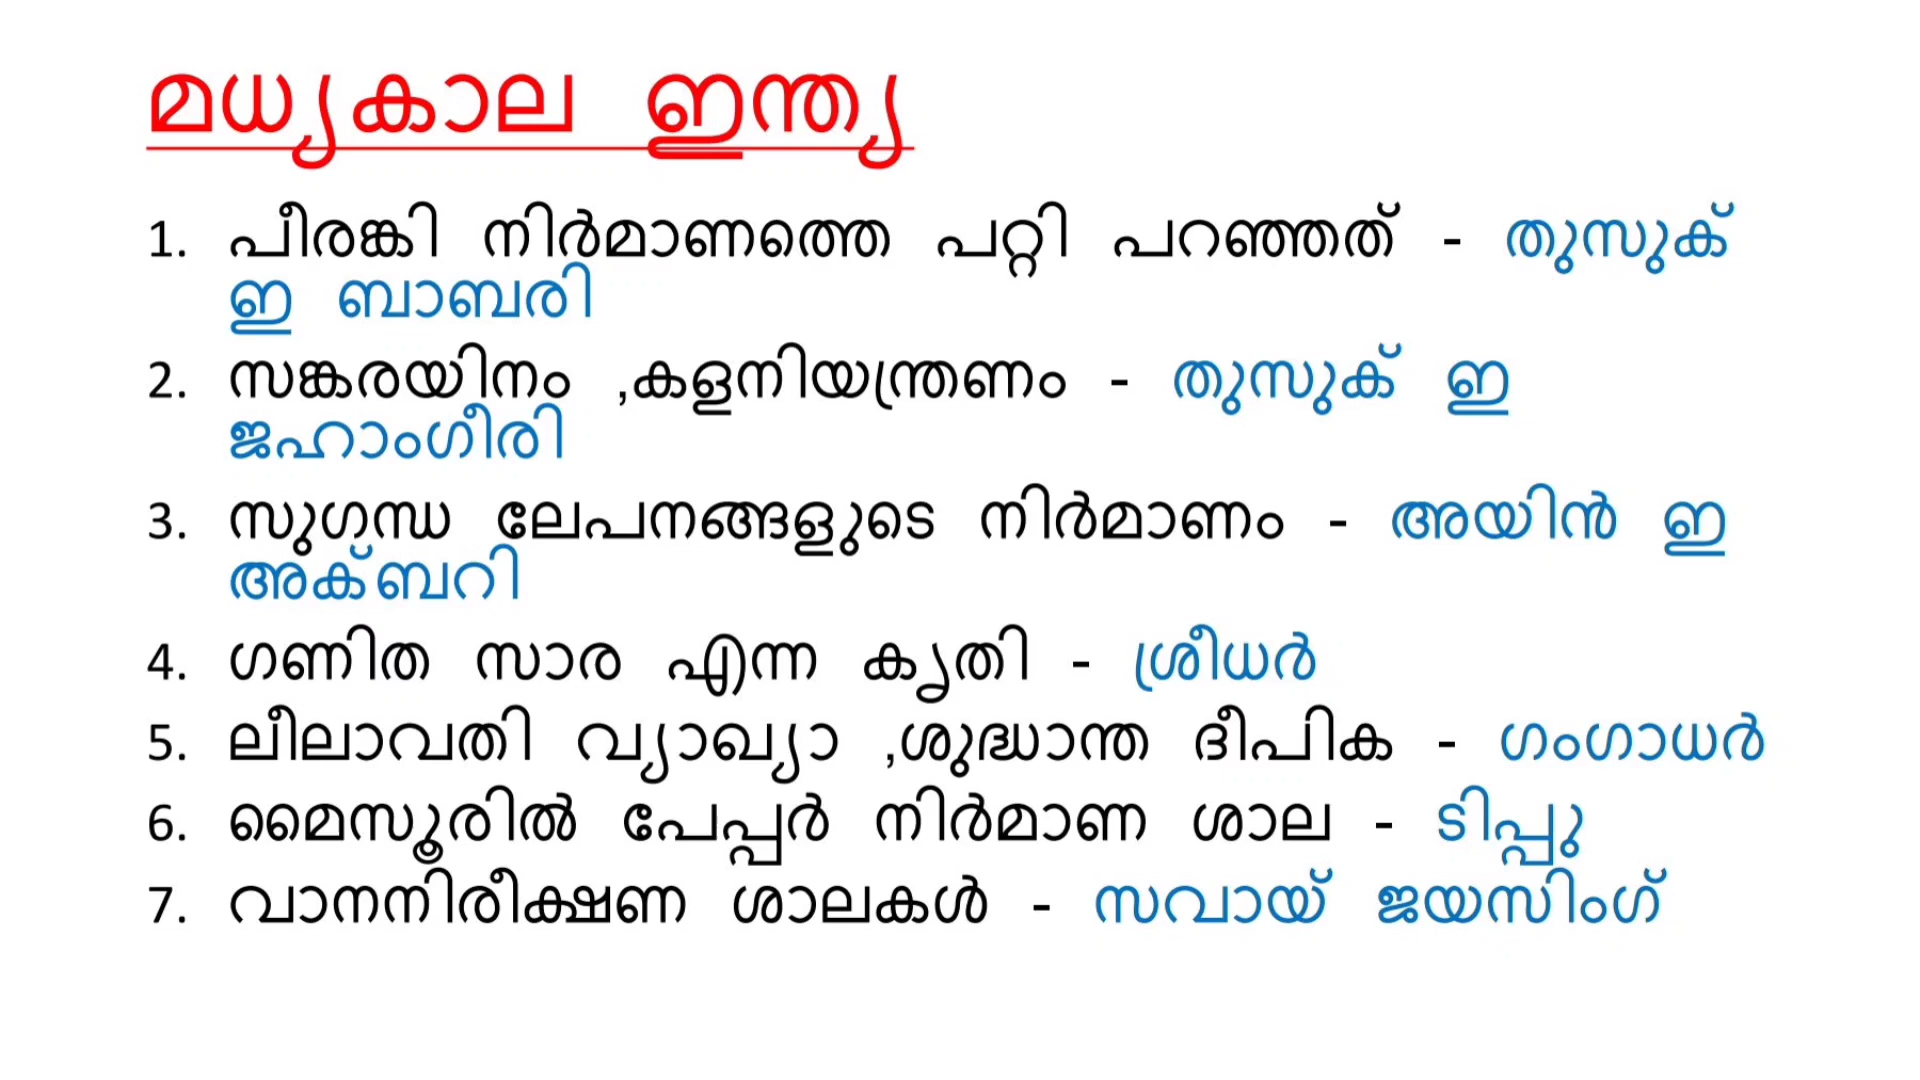 മധ്യകാല ഇന്ത്യ
1. പീരങ്കി നിർമാണത്തെ പറ്റി പറഞ്ഞത് - തുസുക്
ഇ ബാബരി
2. സങ്കരയിനം ,കളനിയന്ത്രണം - തുസുക് ഇ
ജഹാംഗീരി
3. സുഗന്ധ ലേപനങ്ങളുടെ നിർമാണം - അയിൻ ഇ
അക്ബറി
4. ഗണിത സാര എന്ന കൃതി - ശ്രീധർ
5. ലീലാവതി വ്യാഖ്യാ ,ശുദ്ധാന്ത ദീപിക - ഗംഗാധർ
6. മൈസൂരിൽ പേപ്പർ നിർമാണ ശാല - ടിപ്പു
7. വാനനിരീക്ഷണ ശാലകൾ - സവായ് ജയസിംഗ്